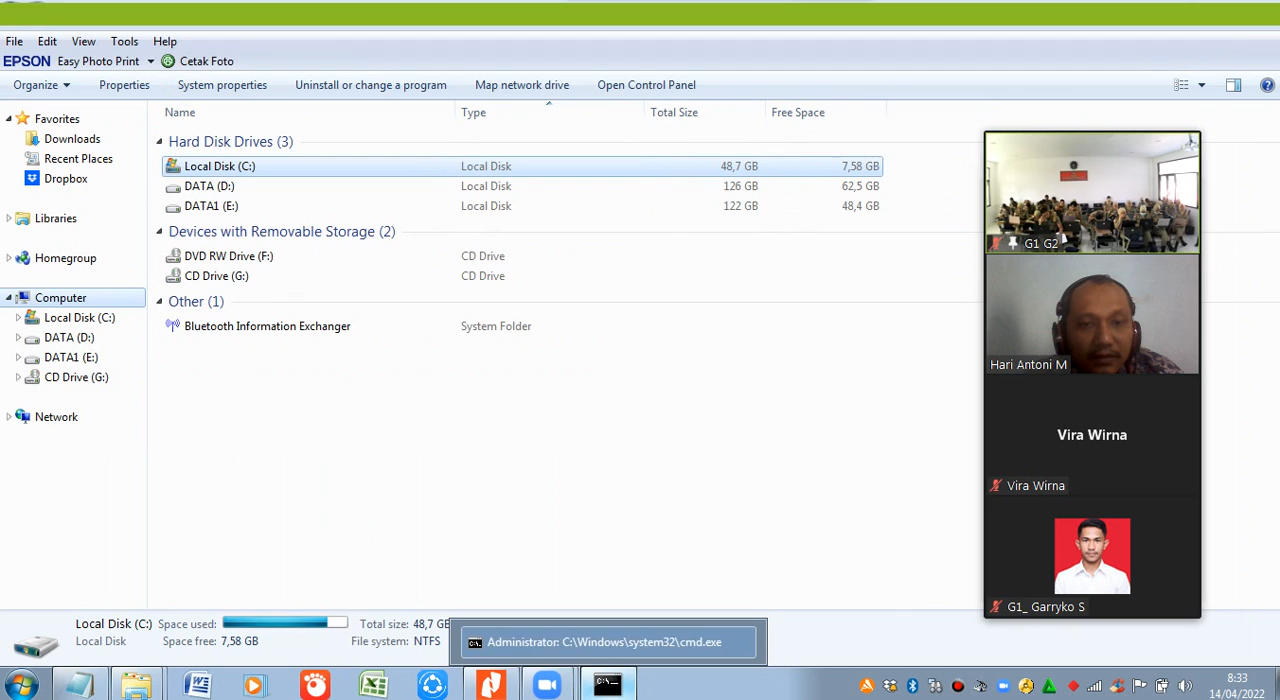 File Edit View Tools Help
EPSON Easy Photo Print Cetak Foto
Organize Properties System properties Uninstall or change a program Map network drive Open Control Panel
Name Type Total Size Free Space
Favorites
Downloads
Recent Places
Dropbox
Libraries
Homegroup
Computer
Local Disk (C:)
DATA (D:)
DATA1 (E:)
CD Drive (G:)
Network
Hard Disk Drives (3)
Local Disk (C:) Local Disk 48,7 GB 7,58 GB
DATA (D:) Local Disk 126 GB 62,5 GB
DATA1 (E:) Local Disk 122 GB 48,4 GB
Devices with Removable Storage (2)
DVD RW Drive (F:) CD Drive
CD Drive (G:) CD Drive
Other (1)
Bluetooth Information Exchanger System Folder
G1 G2
Hari Antoni M
Vira Wirna
Vira Wirna
G1_ Garryko S
Local Disk (C:) Space used: Total size: 48,7 GB
Local Disk Space free: 7,58 GB File system: NTFS
Administrator: C:\Windows\system32\cmd.exe
8:33
14/04/2022